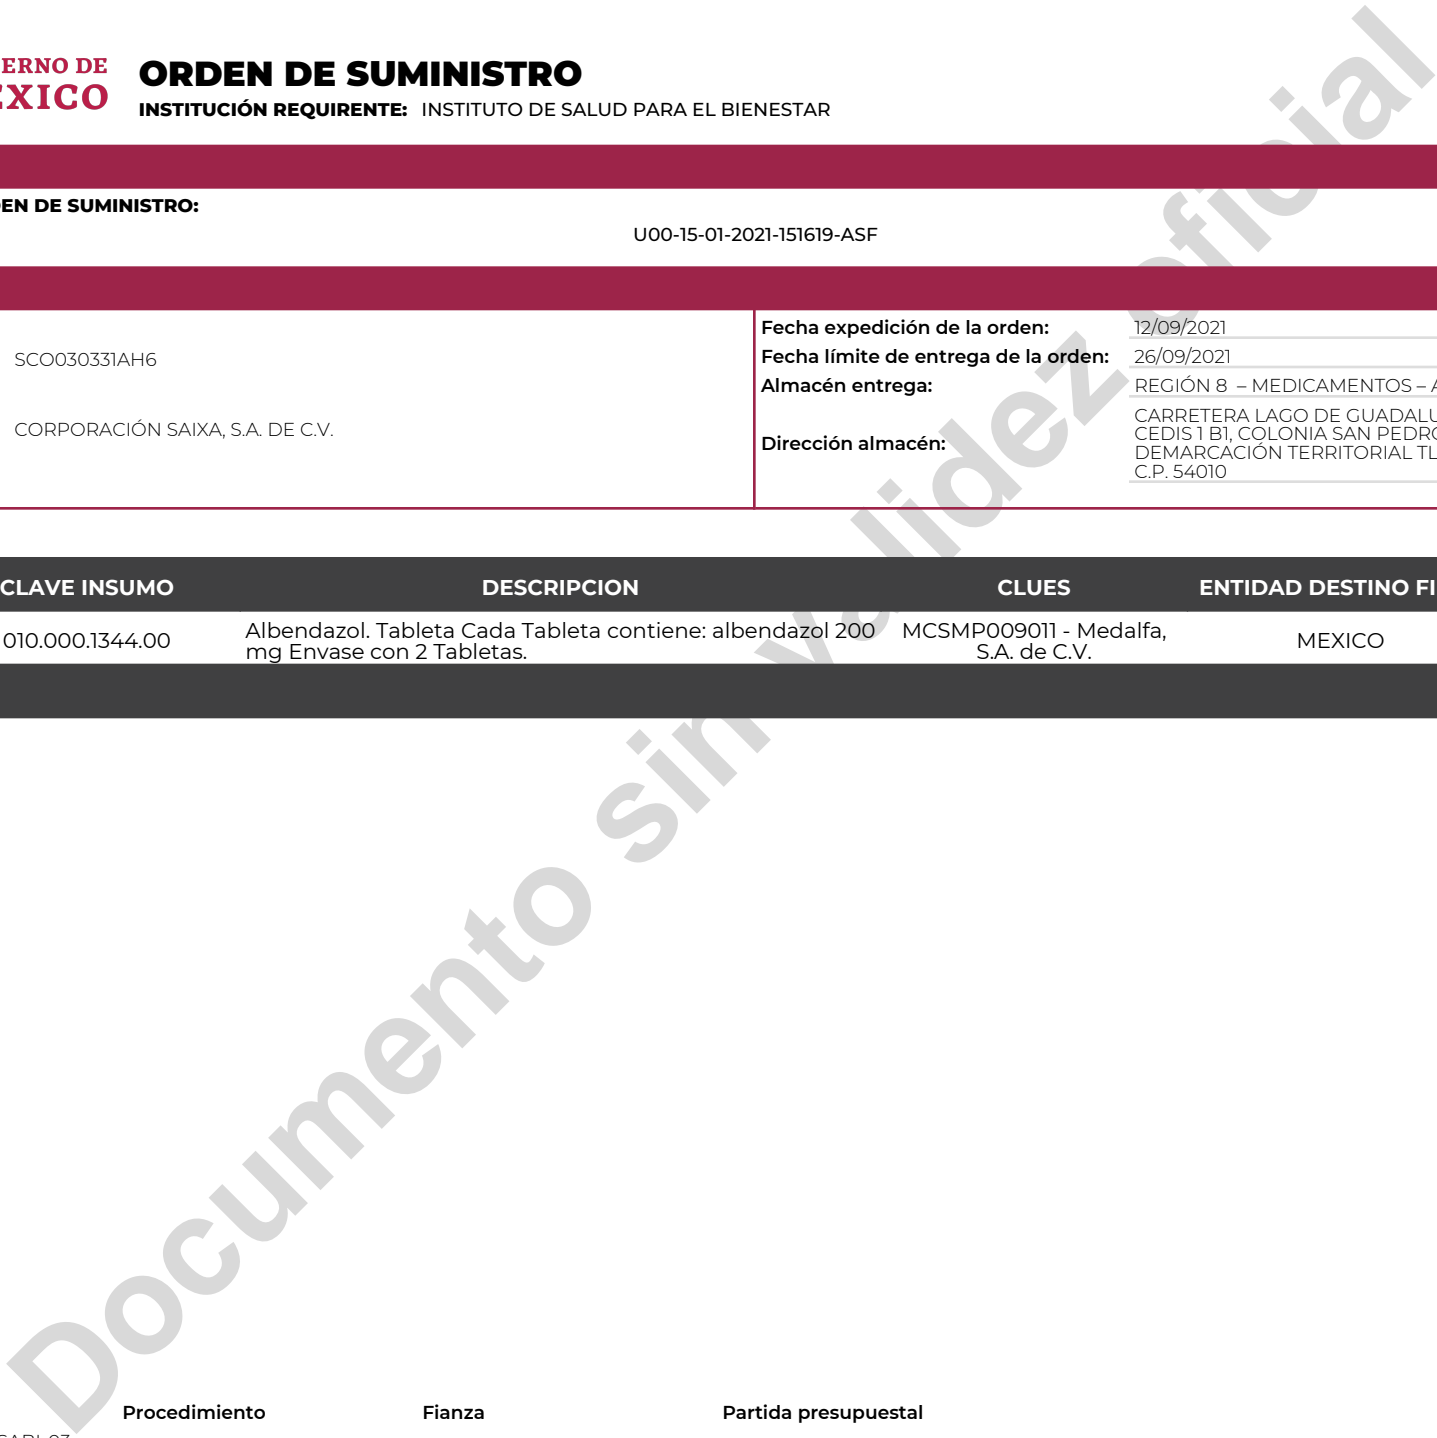 ERNO DE
EXICO
ORDEN DE SUMINISTRO
INSTITUCIÓN REQUIRENTE: INSTITUTO DE SALUD PARA EL BIENESTAR
EN DE SUMINISTRO:
U00-15-01-2021-151619-ASF
SCO030331AH6
CORPORACIÓN SAIXA, S.A. DE C.V.
Fecha expedición de la orden: 12/09/2021
Fecha límite de entrega de la orden: 26/09/2021
Almacén entrega: REGIÓN 8 – MEDICAMENTOS – A
Dirección almacén:
CARRETERA LAGO DE GUADALU
CEDIS 1 B1, COLONIA SAN PEDRO
DEMARCACIÓN TERRITORIAL TL
C.P. 54010
CLAVE INSUMO DESCRIPCION CLUES ENTIDAD DESTINO FI
010.000.1344.00
Albendazol. Tableta Cada Tableta contiene: albendazol 200
mg Envase con 2 Tabletas.
MCSMP009011 - Medalfa,
S.A. de C.V.
MEXICO
Documento sin validez oficial
Procedimiento Fianza Partida presupuestal